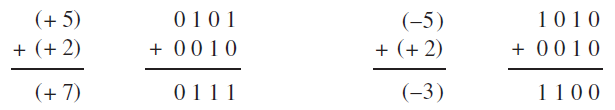 (+ 5) 0 1 0 1 (–5) 1 0 1 0
+ (+ 2) + 0 0 1 0 + (+ 2) + 0 0 1 0
(+ 7) 0 1 1 1 (–3) 1 1 0 0